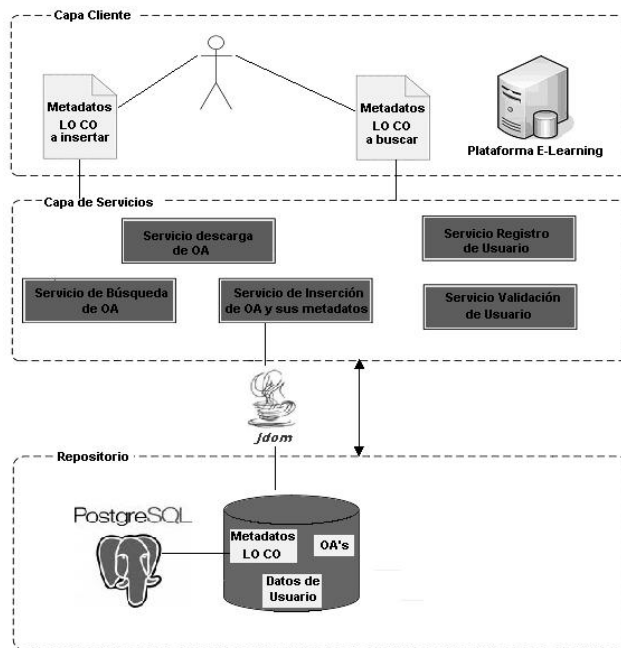 Capa Cliente
Metadatos
LO CO
a insertar
Metadatos
LO CO
a buscar
Plataforma E-Learning
Capa de Servicios
Servicio descarga
de OA
Servicio Registro
de Usuario
Servicio de Búsqueda
de OA
Servicio de Inserción
de OA y sus metadatos
Servicio Validación
de Usuario
jdom
Repositorio
PostgreSQL
Metadatos
LO CO
OA's
Datos de
Usuario